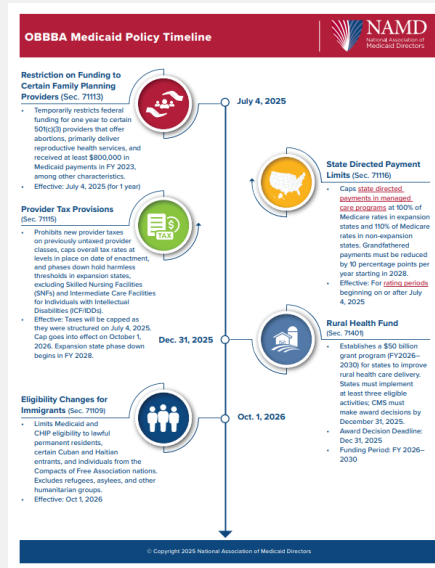 OBBBA Medicaid Policy Timeline
NAMD
National Association of
Medicaid Directors
Restriction on Funding to
Certain Family Planning
Providers (Sec. 71113)
• Temporarily restricts federal
funding for one year to certain
501(c)(3) providers that offer
abortions, primarily deliver
reproductive health services, and
received at least $800,000 in
Medicaid payments in FY 2023,
among other characteristics.
• Effective: July 4, 2025 (for 1 year)
July 4, 2025
State Directed Payment
Limits (Sec. 71116)
• Caps state directed
payments in managed
care programs at 100% of
Medicare rates in expansion
states and 110% of Medicare
rates in non-expansion
states. Grandfathered
payments must be reduced
by 10 percentage points per
year starting in 2028.
• Effective: For rating periods
beginning on or after July
4, 2025
Provider Tax Provisions
(Sec. 71115)
• Prohibits new provider taxes
on previously untaxed provider
classes, caps overall tax rates at
levels in place on date of enactment,
and phases down hold harmless
thresholds in expansion states,
excluding Skilled Nursing Facilities
(SNFs) and Intermediate Care Facilities
for Individuals with Intellectual
Disabilities (ICF/IDDs).
• Effective: Taxes will be capped as
they were structured on July 4, 2025.
Cap goes into effect on October 1,
2026. Expansion state phase down
begins in FY 2028.
TAX
Dec. 31, 2025
Rural Health Fund
(Sec. 71401)
• Establishes a $50 billion
grant program (FY2026–
2030) for states to improve
rural health care delivery.
States must implement
at least three eligible
activities; CMS must
make award decisions by
December 31, 2025.
• Award Decision Deadline:
Dec 31, 2025
• Funding Period: FY 2026–
2030
Eligibility Changes for
Immigrants (Sec. 71109)
• Limits Medicaid and
CHIP eligibility to lawful
permanent residents,
certain Cuban and Haitian
entrants, and individuals from the
Compacts of Free Association nations.
Excludes refugees, asylees, and other
humanitarian groups.
• Effective: Oct 1, 2026
Oct. 1, 2026
© Copyright 2025 National Association of Medicaid Directors